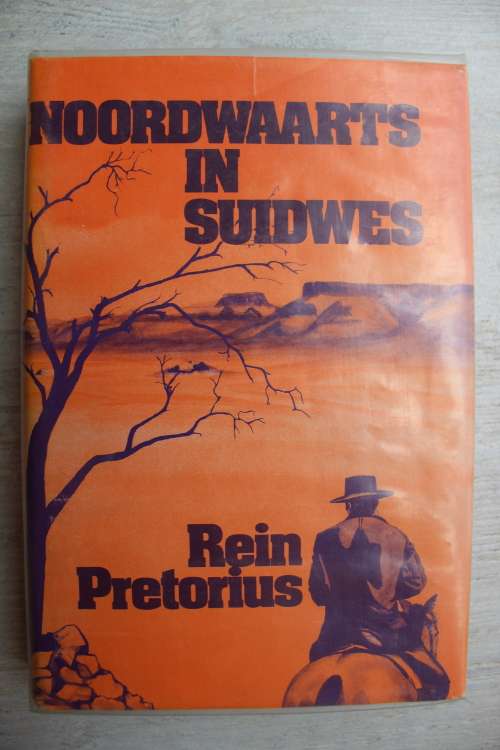 NOORDWAARTS
IN
SUIDWES
Rein
Pretorius